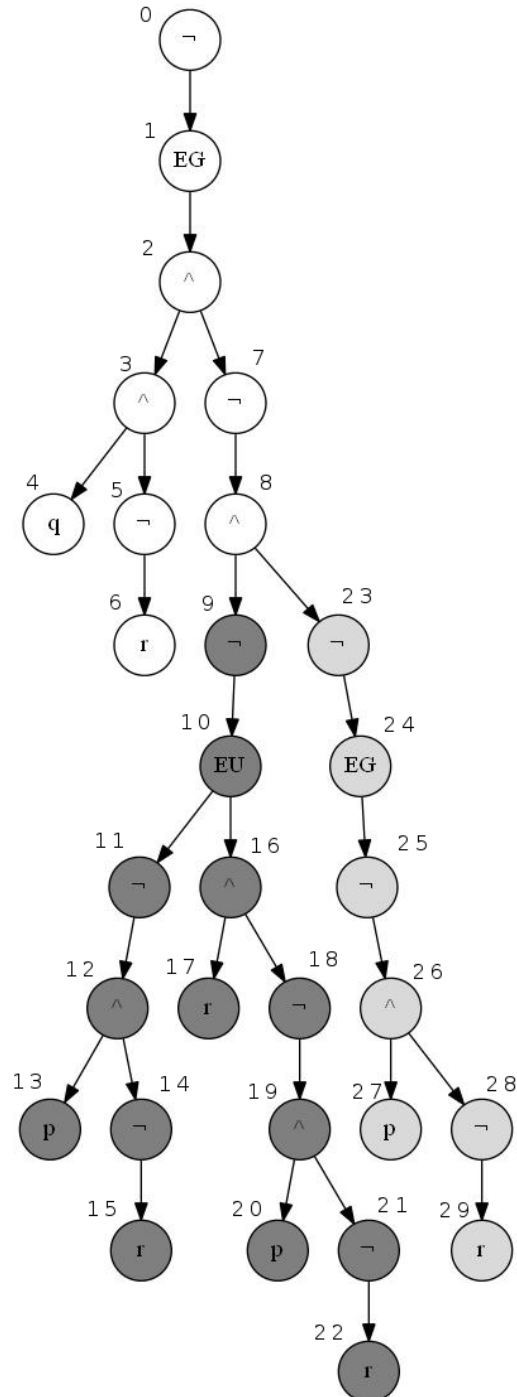 0 ¬
1 EG
2 ^
3 ^ 7 ¬
4 q 5 ¬ 8 ^
6 r 9 ¬ 23 ¬
10 EU EG 24
11 ¬ 16 ^ ¬ 25
12 ^ 17 r 18 ¬ ^ 26
13 p 14 ¬ 19 ^ 27 p 28 ¬
15 r 20 p 21 ¬ 29 r
22 r